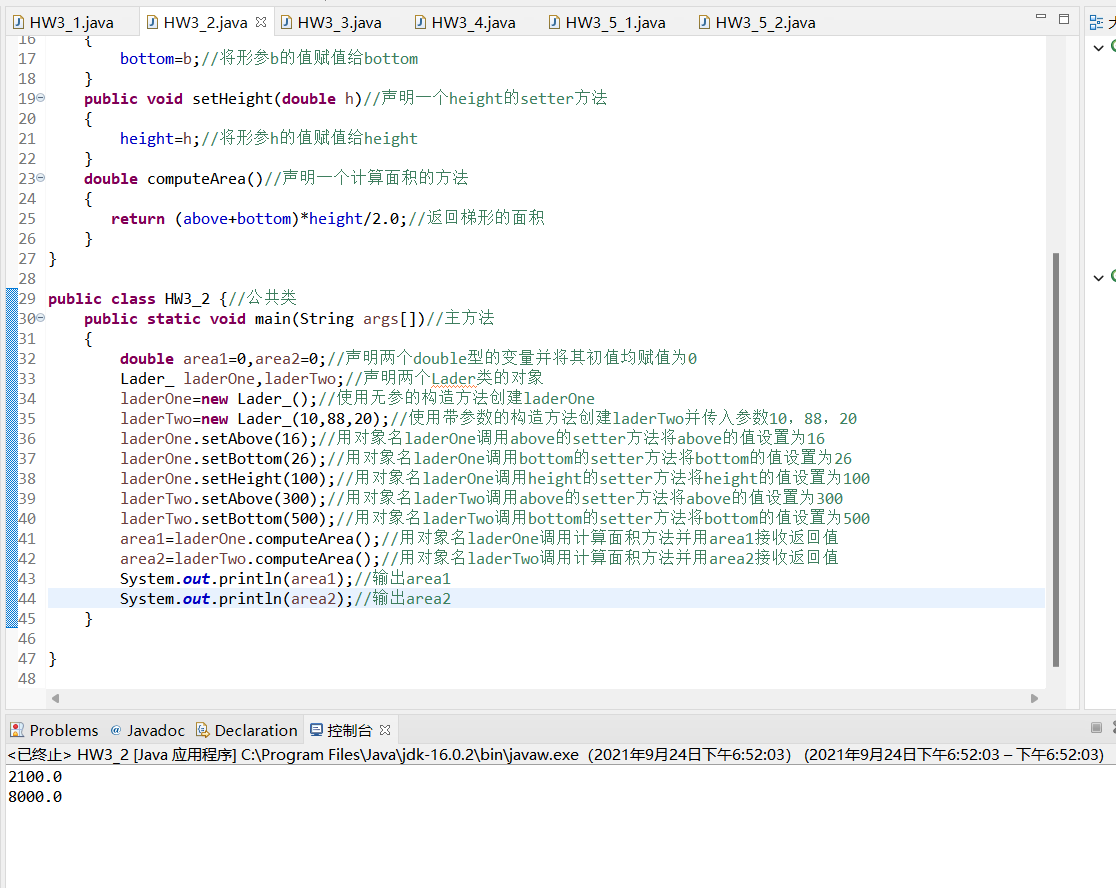 HW3_1.java HW3_2.java HW3_3.java HW3_4.java HW3_5_1.java HW3_5_2.java
16 {
17 bottom=b;//将形参b的值赋值给bottom
18 }
19 public void setHeight(double h)//声明一个height的setter方法
20 {
21 height=h;//将形参h的值赋值给height
22 }
23 double computeArea()//声明一个计算面积的方法
24 {
25 return (above+bottom)*height/2.0;//返回梯形的面积
26 }
27 }
28
29 public class HW3_2 {//公共类
30 public static void main(String args[])//主方法
31 {
32 double area1=0,area2=0;//声明两个double型的变量并将其初值均赋值为0
33 Lader_ laderOne,laderTwo;//声明两个Lader类的对象
34 laderOne=new Lader_();//使用无参的构造方法创建laderOne
35 laderTwo=new Lader_(10,88,20);//使用带参数的构造方法创建laderTwo并传入参数10，88，20
36 laderOne.setAbove(16);//用对象名laderOne调用above的setter方法将above的值设置为16
37 laderOne.setBottom(26);//用对象名laderOne调用bottom的setter方法将bottom的值设置为26
38 laderOne.setHeight(100);//用对象名laderOne调用height的setter方法将height的值设置为100
39 laderTwo.setAbove(300);//用对象名laderTwo调用above的setter方法将above的值设置为300
40 laderTwo.setBottom(500);//用对象名laderTwo调用bottom的setter方法将bottom的值设置为500
41 area1=laderOne.computeArea();//用对象名laderOne调用计算面积方法并用area1接收返回值
42 area2=laderTwo.computeArea();//用对象名laderTwo调用计算面积方法并用area2接收返回值
43 System.out.println(area1);//输出area1
44 System.out.println(area2);//输出area2
45 }
46
47 }
48
Problems @ Javadoc Declaration 控制台
<已终止> HW3_2 [Java 应用程序] C:\Program Files\Java\jdk-16.0.2\bin\javaw.exe（2021年9月24日下午6:52:03）（2021年9月24日下午6:52:03 – 下午6:52:03）
2100.0
8000.0